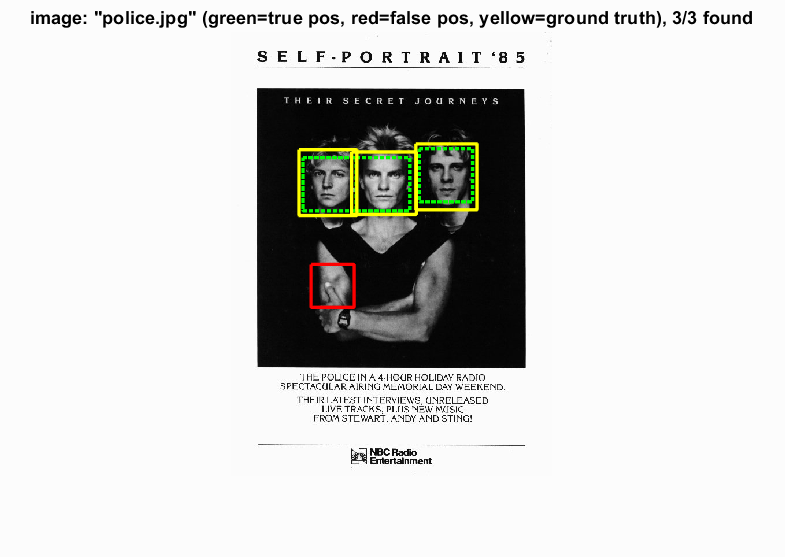 image: "police.jpg" (green=true pos, red=false pos, yellow=ground truth), 3/3 found
SELF-PORTRAIT '85
THEIR SECRET JOURNEYS
THE POLICE IN A 4-HOUR HOLIDAY RADIO
SPECTACULAR AIRING MEMORIAL DAY WEEKEND.
THEIR LATEST INTERVIEWS, UNRELEASED
LIVE TRACKS, PLUS NEW MUSIC
FROM STEWART, ANDY AND STING!
NBC Radio
Entertainment